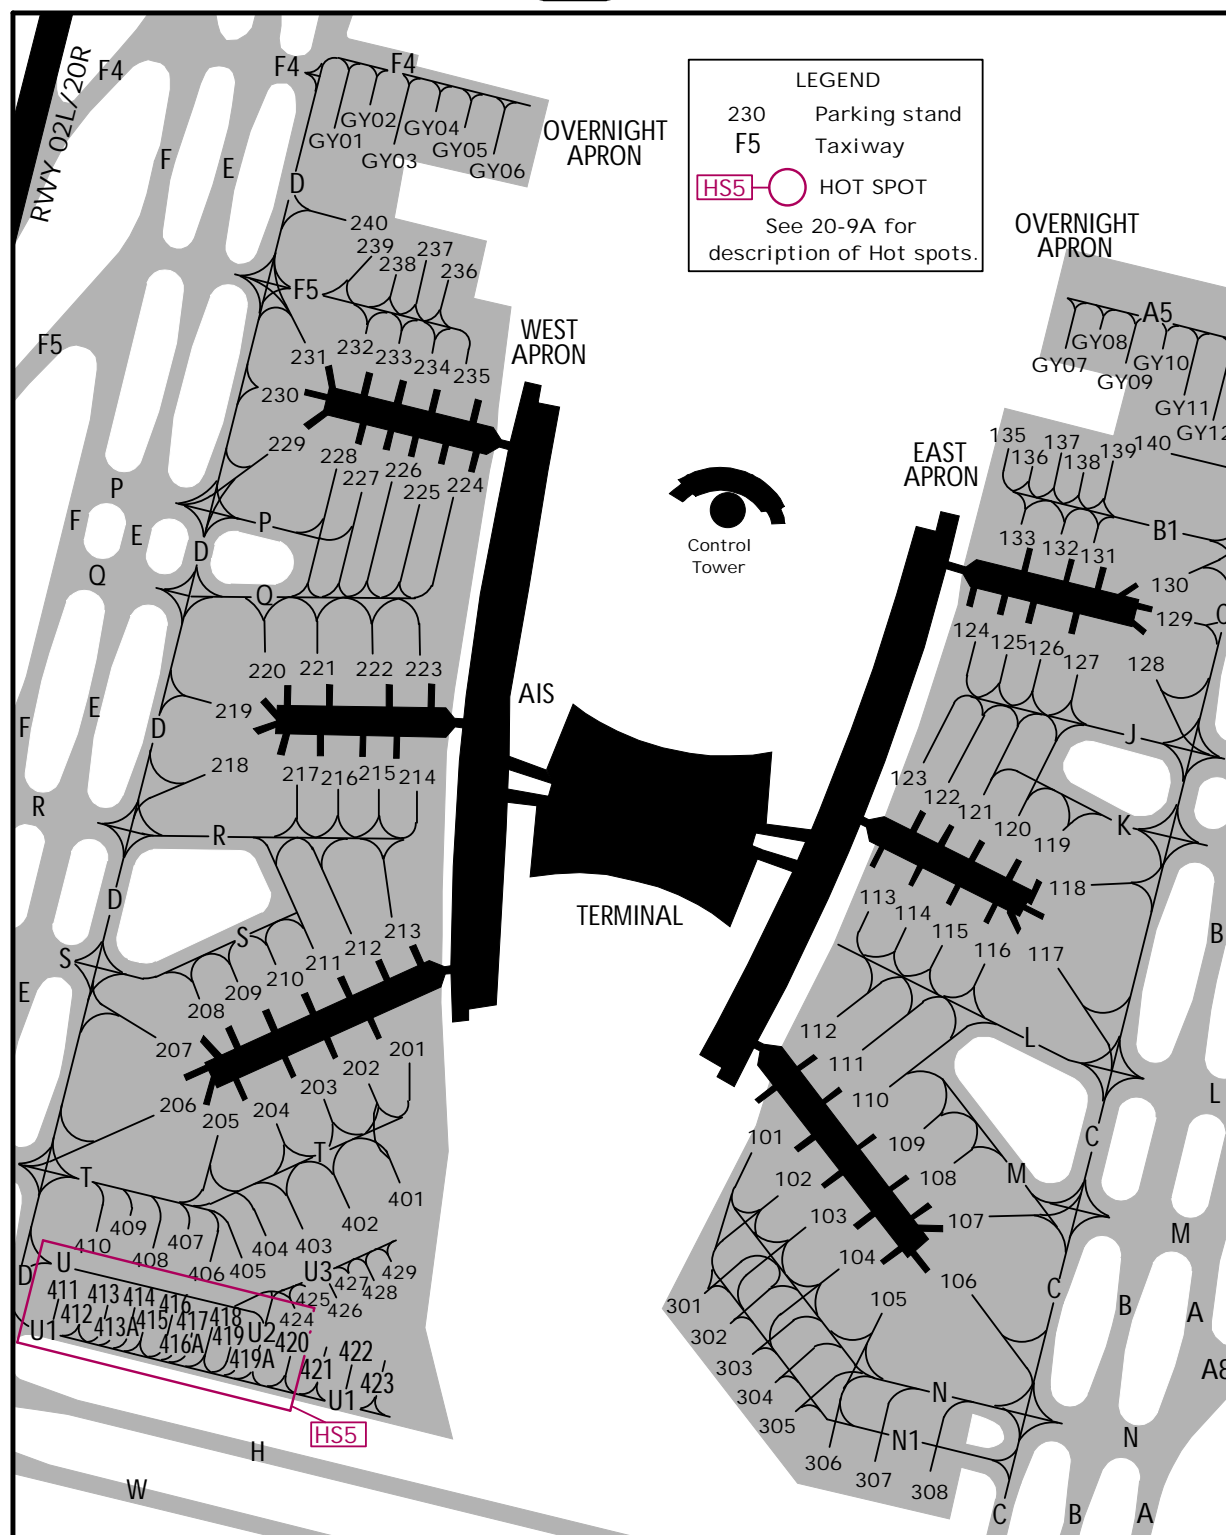 RWY 02L/20R
F4
F4
F4
GY01
GY02
GY03
GY04
GY05
GY06
OVERNIGHT
APRON
LEGEND
230 Parking stand
F5 Taxiway
HS5 HOT SPOT
See 20-9A for
description of Hot spots.
F
E
D
240
239
238
237
236
F5
F5
WEST
APRON
231
232
233
234
235
230
229
228
227
226
225
224
OVERNIGHT
APRON
A5
GY07
GY08
GY09
GY10
GY11
GY12
EAST
APRON
135
136
137
138
139
140
B1
133
132
131
130
129
128
124
125
126
127
C
Control
Tower
P
F
E
D
P
Q
Q
220
221
222
223
219
218
217
216
215
214
AIS
F
E
D
R
R
D
S
S
E
TERMINAL
J
K
123
122
121
120
119
118
B
113
114
115
116
117
112
111
110
109
108
107
106
L
L
C
213
212
211
210
209
208
207
206
205
204
203
202
201
T
T
401
402
403
404
405
406
407
408
409
410
101
102
103
104
105
M
M
C
B
A
A8
301
302
303
304
305
306
307
308
N
N
N1
C
B
A
D
U
U1
U2
U3
411
412
413
413A
414
415
416
416A
417
418
419
419A
420
421
422
423
424
425
426
427
428
429
U1
HS5
H
W